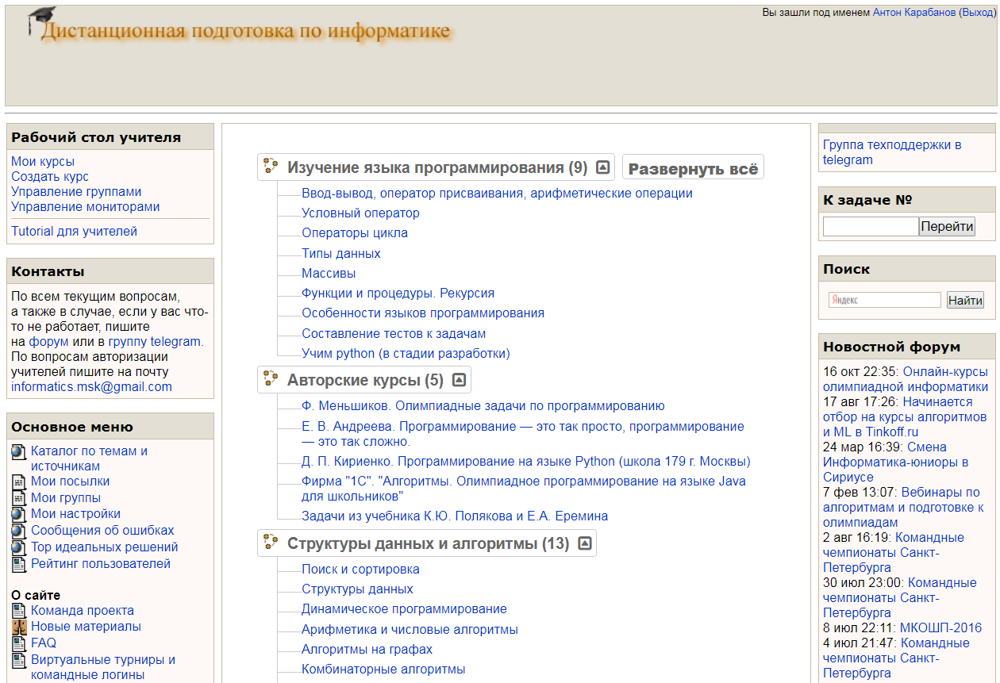 Вы зашли под именем Антон Карабанов (Выход)
Дистанционная подготовка по информатике
Рабочий стол учителя
Мои курсы
Создать курс
Управление группами
Управление мониторами
Tutorial для учителей
Контакты
По всем текущим вопросам,
а также в случае, если у вас что-
то не работает, пишите
на форум или в группу telegram.
По вопросам авторизации
учителей пишите на почту
informatics.msk@gmail.com
Основное меню
Каталог по темам и
источникам
Мои посылки
Мои группы
Мои настройки
Сообщения об ошибках
Top идеальных решений
Рейтинг пользователей
О сайте
Команда проекта
Новые материалы
FAQ
Виртуальные турниры и
командные логины
Изучение языка программирования (9)
Развернуть всё
Ввод-вывод, оператор присваивания, арифметические операции
Условный оператор
Операторы цикла
Типы данных
Массивы
Функции и процедуры. Рекурсия
Особенности языков программирования
Составление тестов к задачам
Учим python (в стадии разработки)
Авторские курсы (5)
Ф. Меньшиков. Олимпиадные задачи по программированию
Е. В. Андреева. Программирование — это так просто, программирование
— это так сложно.
Д. П. Кириенко. Программирование на языке Python (школа 179 г. Москвы)
Фирма "1С". "Алгоритмы. Олимпиадное программирование на языке Java
для школьников"
Задачи из учебника К.Ю. Полякова и Е.А. Еремина
Структуры данных и алгоритмы (13)
Поиск и сортировка
Структуры данных
Динамическое программирование
Арифметика и числовые алгоритмы
Алгоритмы на графах
Комбинаторные алгоритмы
Группа техподдержки в
telegram
К задаче №
Перейти
Поиск
Яндекс
Найти
Новостной форум
16 окт 22:35: Онлайн-курсы
олимпиадной информатики
17 авг 17:26: Начинается
отбор на курсы алгоритмов
и ML в Tinkoff.ru
24 мар 16:39: Смена
Информатика-юниоры в
Сириусе
7 фев 13:07: Вебинары по
алгоритмам и подготовке к
олимпиадам
2 авг 16:19: Командные
чемпионаты Санкт-
Петербурга
30 июл 23:00: Командные
чемпионаты Санкт-
Петербурга
8 июл 22:11: МКОШП-2016
4 июл 21:47: Командные
чемпионаты Санкт-
Петербурга